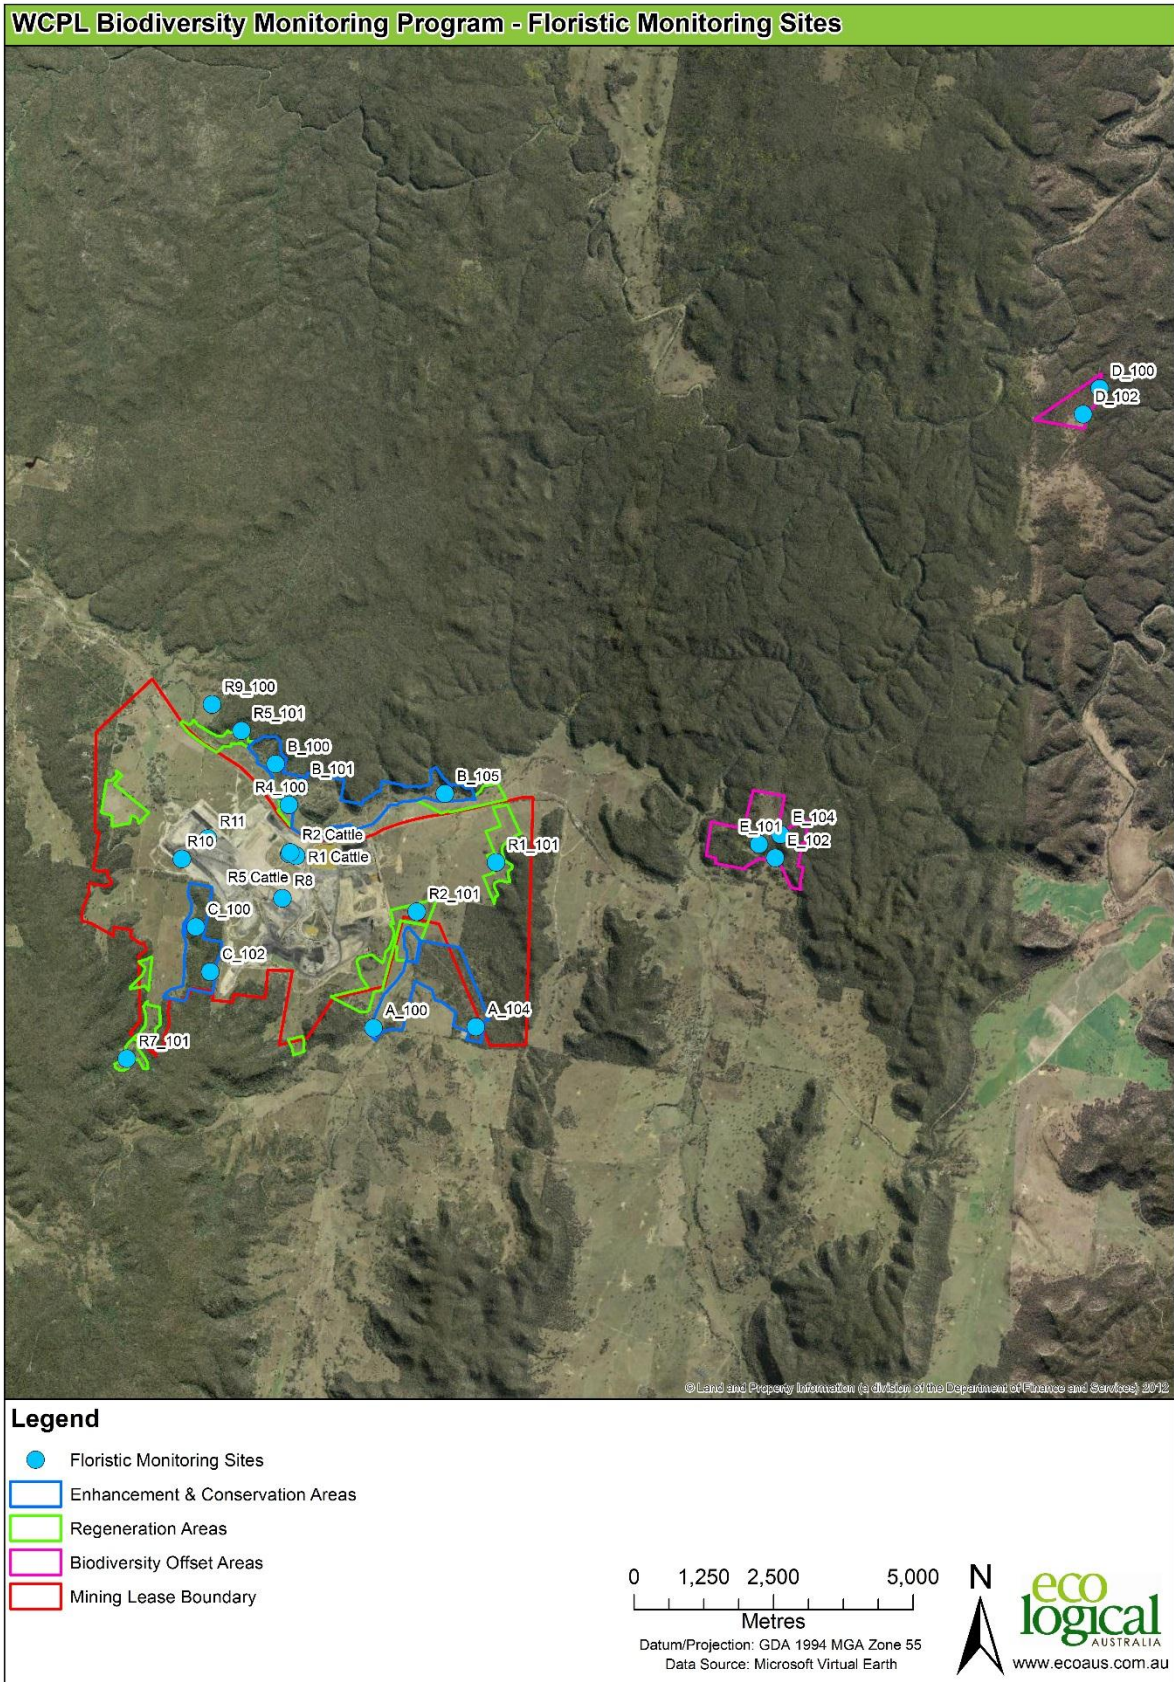 WCPL Biodiversity Monitoring Program - Floristic Monitoring Sites
D_100
D_102
R9_100
R5_101
B_100
B_101
B_105
R4_100
R11
R2 Cattle
E_104
E_101
E_102
R10
R1 Cattle
R1_101
R5 Cattle
R8
R2_101
C_100
C_102
A_100
A_104
R7_101
© Land and Property Information (a division of the Department of Finance and Services) 2012
Legend
Floristic Monitoring Sites
Enhancement & Conservation Areas
Regeneration Areas
Biodiversity Offset Areas
Mining Lease Boundary
0 1,250 2,500 5,000
Metres
Datum/Projection: GDA 1994 MGA Zone 55
Data Source: Microsoft Virtual Earth
N
eco
logical
AUSTRALIA
www.ecoaus.com.au